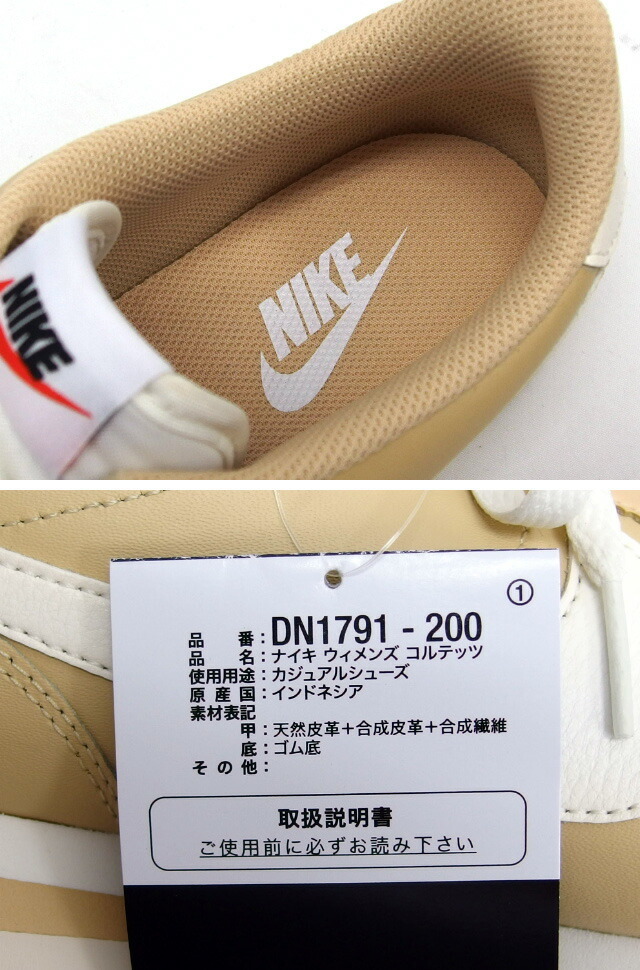 NIKE
NIKE
①
品番：DN1791 - 200
品名：ナイキ ウィメンズ コルテッツ
使用用途：カジュアルシューズ
原産国：インドネシア
素材表記
甲：天然皮革＋合成皮革＋合成繊維
底：ゴム底
その他：
取扱説明書
ご使用前に必ずお読み下さい